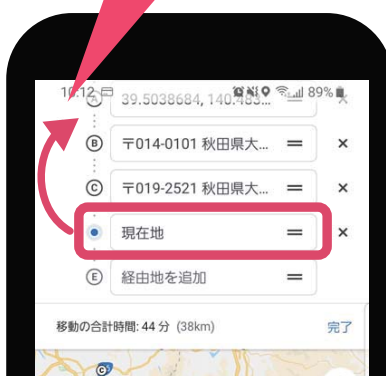 10:12 89%
A 39.5038684, 140.483...
B 〒014-0101 秋田県大...
C 〒019-2521 秋田県大...
現在地
E 経由地を追加
移動の合計時間: 44 分 (38km) 完了
C